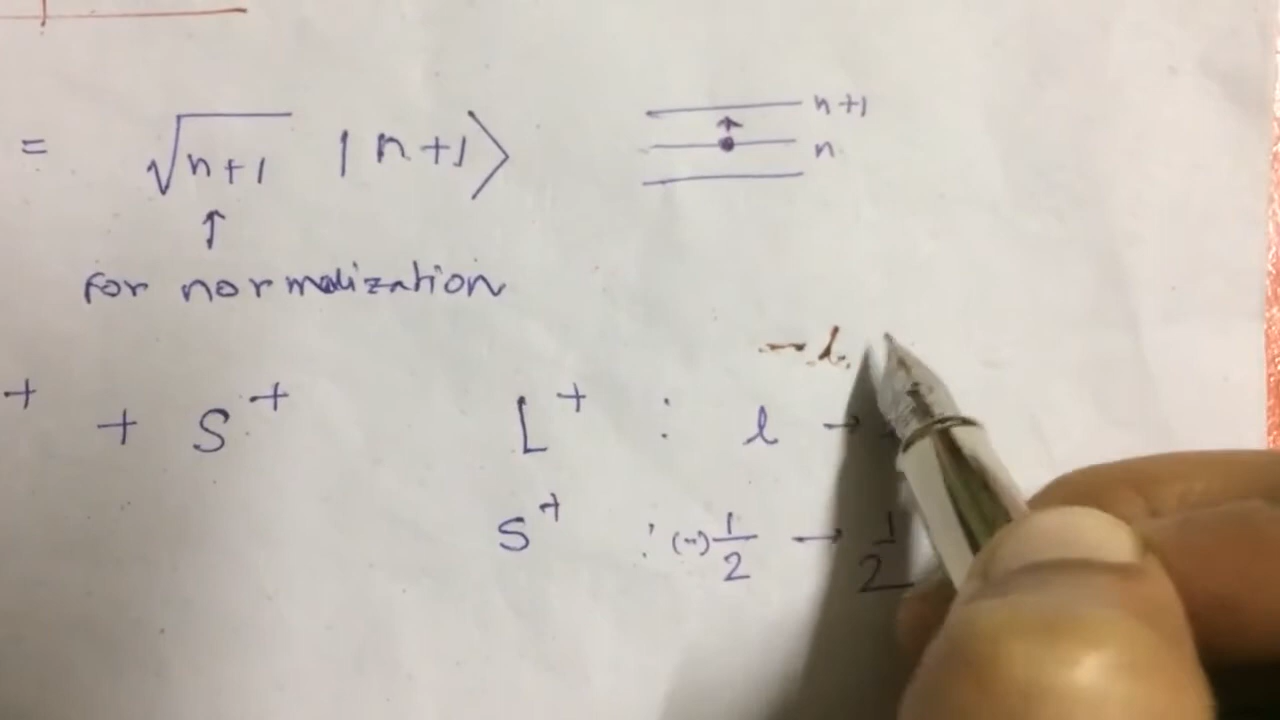 = √n+1 |n+1⟩ n+1
n
↑
for normalization
- l
+ + S⁺ L⁺ : l →
S⁺ : (-) 1/2 → 1/2